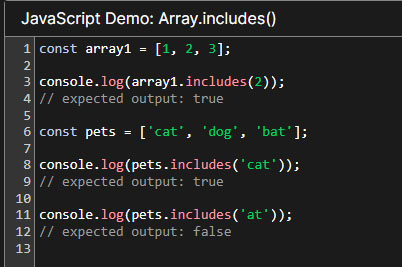 JavaScript Demo: Array.includes()
1 const array1 = [1, 2, 3];
2
3 console.log(array1.includes(2));
4 // expected output: true
5
6 const pets = ['cat', 'dog', 'bat'];
7
8 console.log(pets.includes('cat'));
9 // expected output: true
10
11 console.log(pets.includes('at'));
12 // expected output: false
13